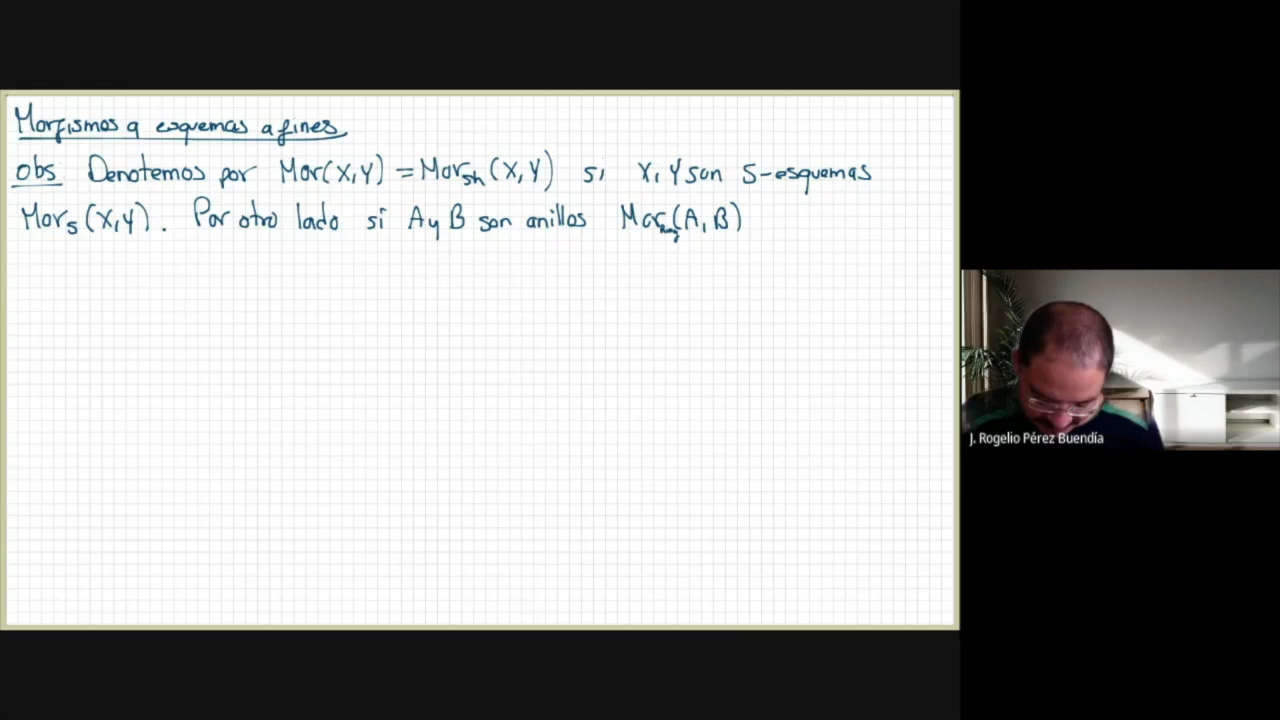 Morfismos a esquemas afines
obs Denotemos por Mor(X,Y) = Mor_Sh(X,Y) si X, Y son S-esquemas
Mor_S(X,Y). Por otro lado si A y B son anillos Mor_Rng(A,B)
J. Rogelio Pérez Buendía